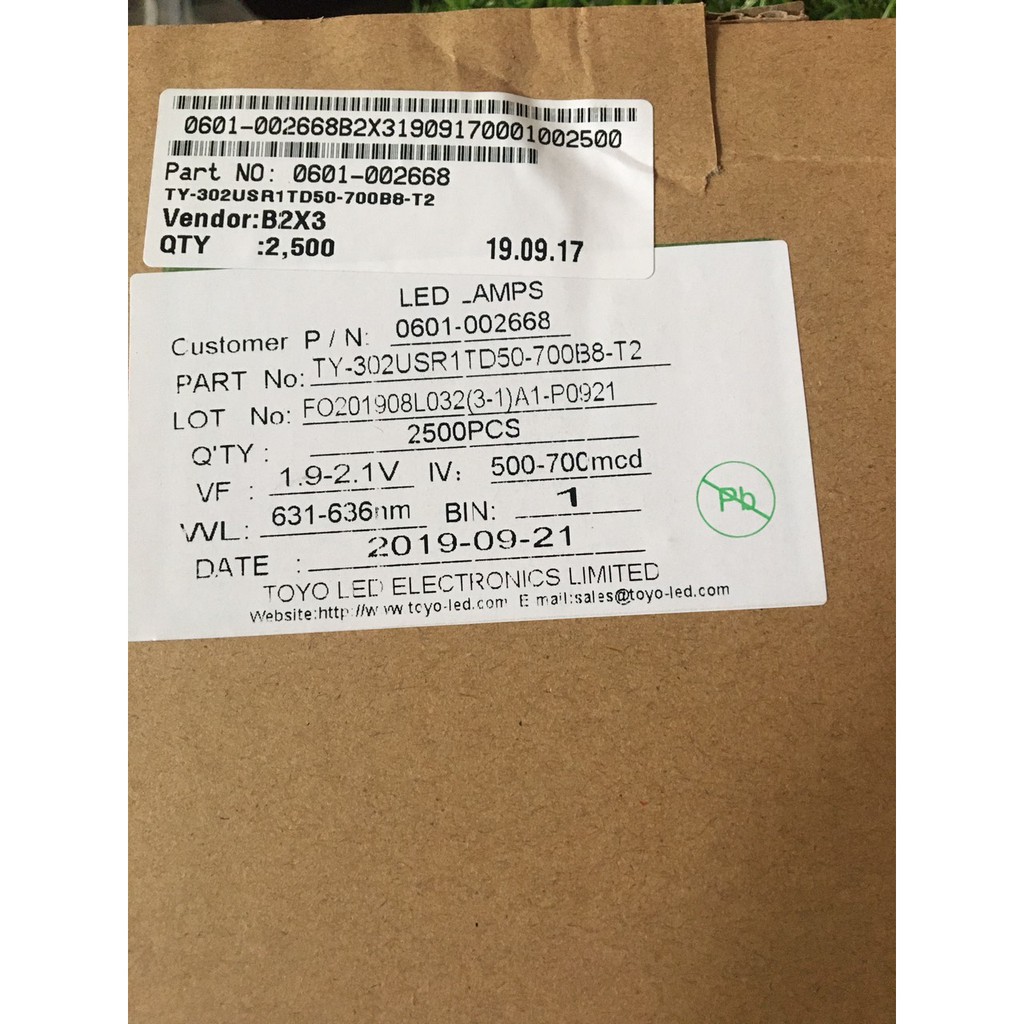 0601-002668B2X31909170001002500
Part NO: 0601-002668
TY-302USR1TD50-700B8-T2
Vendor:B2X3
QTY :2,500 19.09.17
LED LAMPS
Customer P/N: 0601-002668
PART No: TY-302USR1TD50-700B8-T2
LOT No: FO201908L032(3-1)A1-P0921
Q'TY : 2500PCS
VF : 1.9-2.1V IV: 500-700mcd
WL: 631-636nm BIN: 1
DATE : 2019-09-21
Pb
TOYO LED ELECTRONICS LIMITED
Website:http://www.toyo-led.com E-mail:sales@toyo-led.com